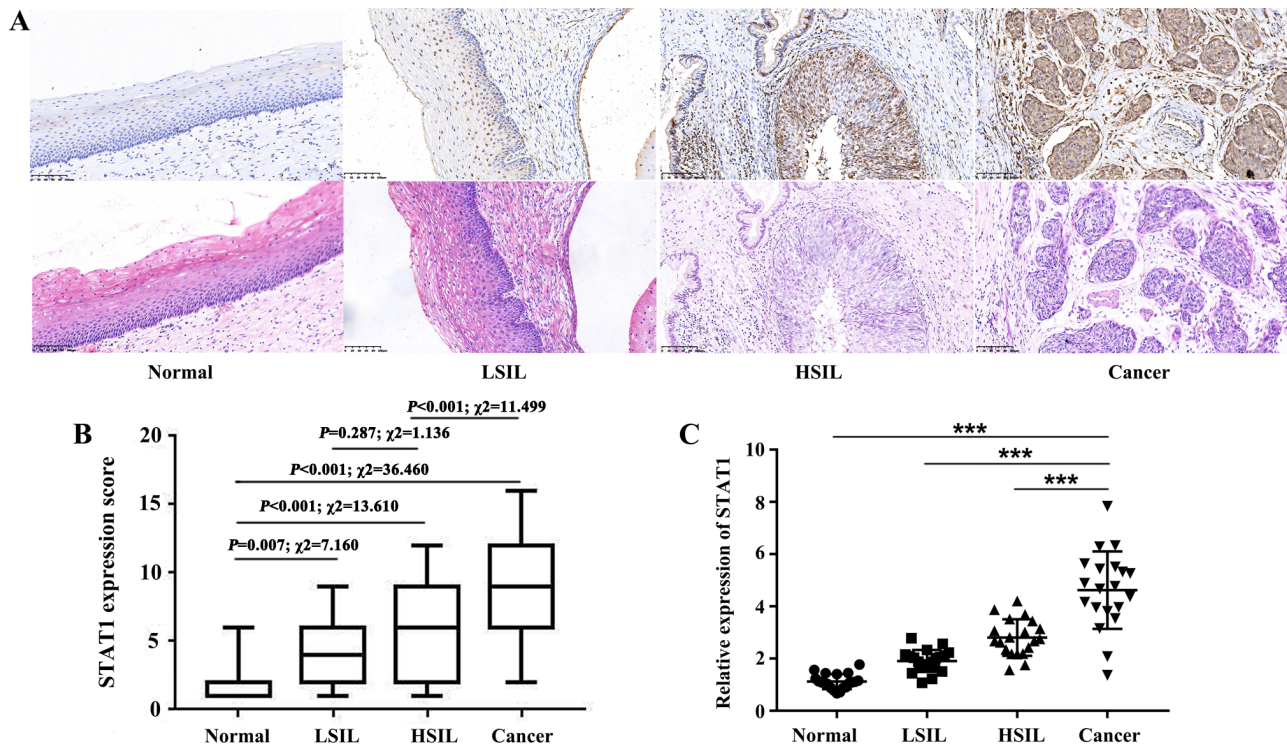 A
Normal
LSIL
HSIL
Cancer
B
P<0.001; χ2=11.499
P=0.287; χ2=1.136
P<0.001; χ2=36.460
P<0.001; χ2=13.610
P=0.007; χ2=7.160
STAT1 expression score
20
15
10
5
0
Normal
LSIL
HSIL
Cancer
C
***
***
***
Relative expression of STAT1
10
8
6
4
2
0
Normal
LSIL
HSIL
Cancer